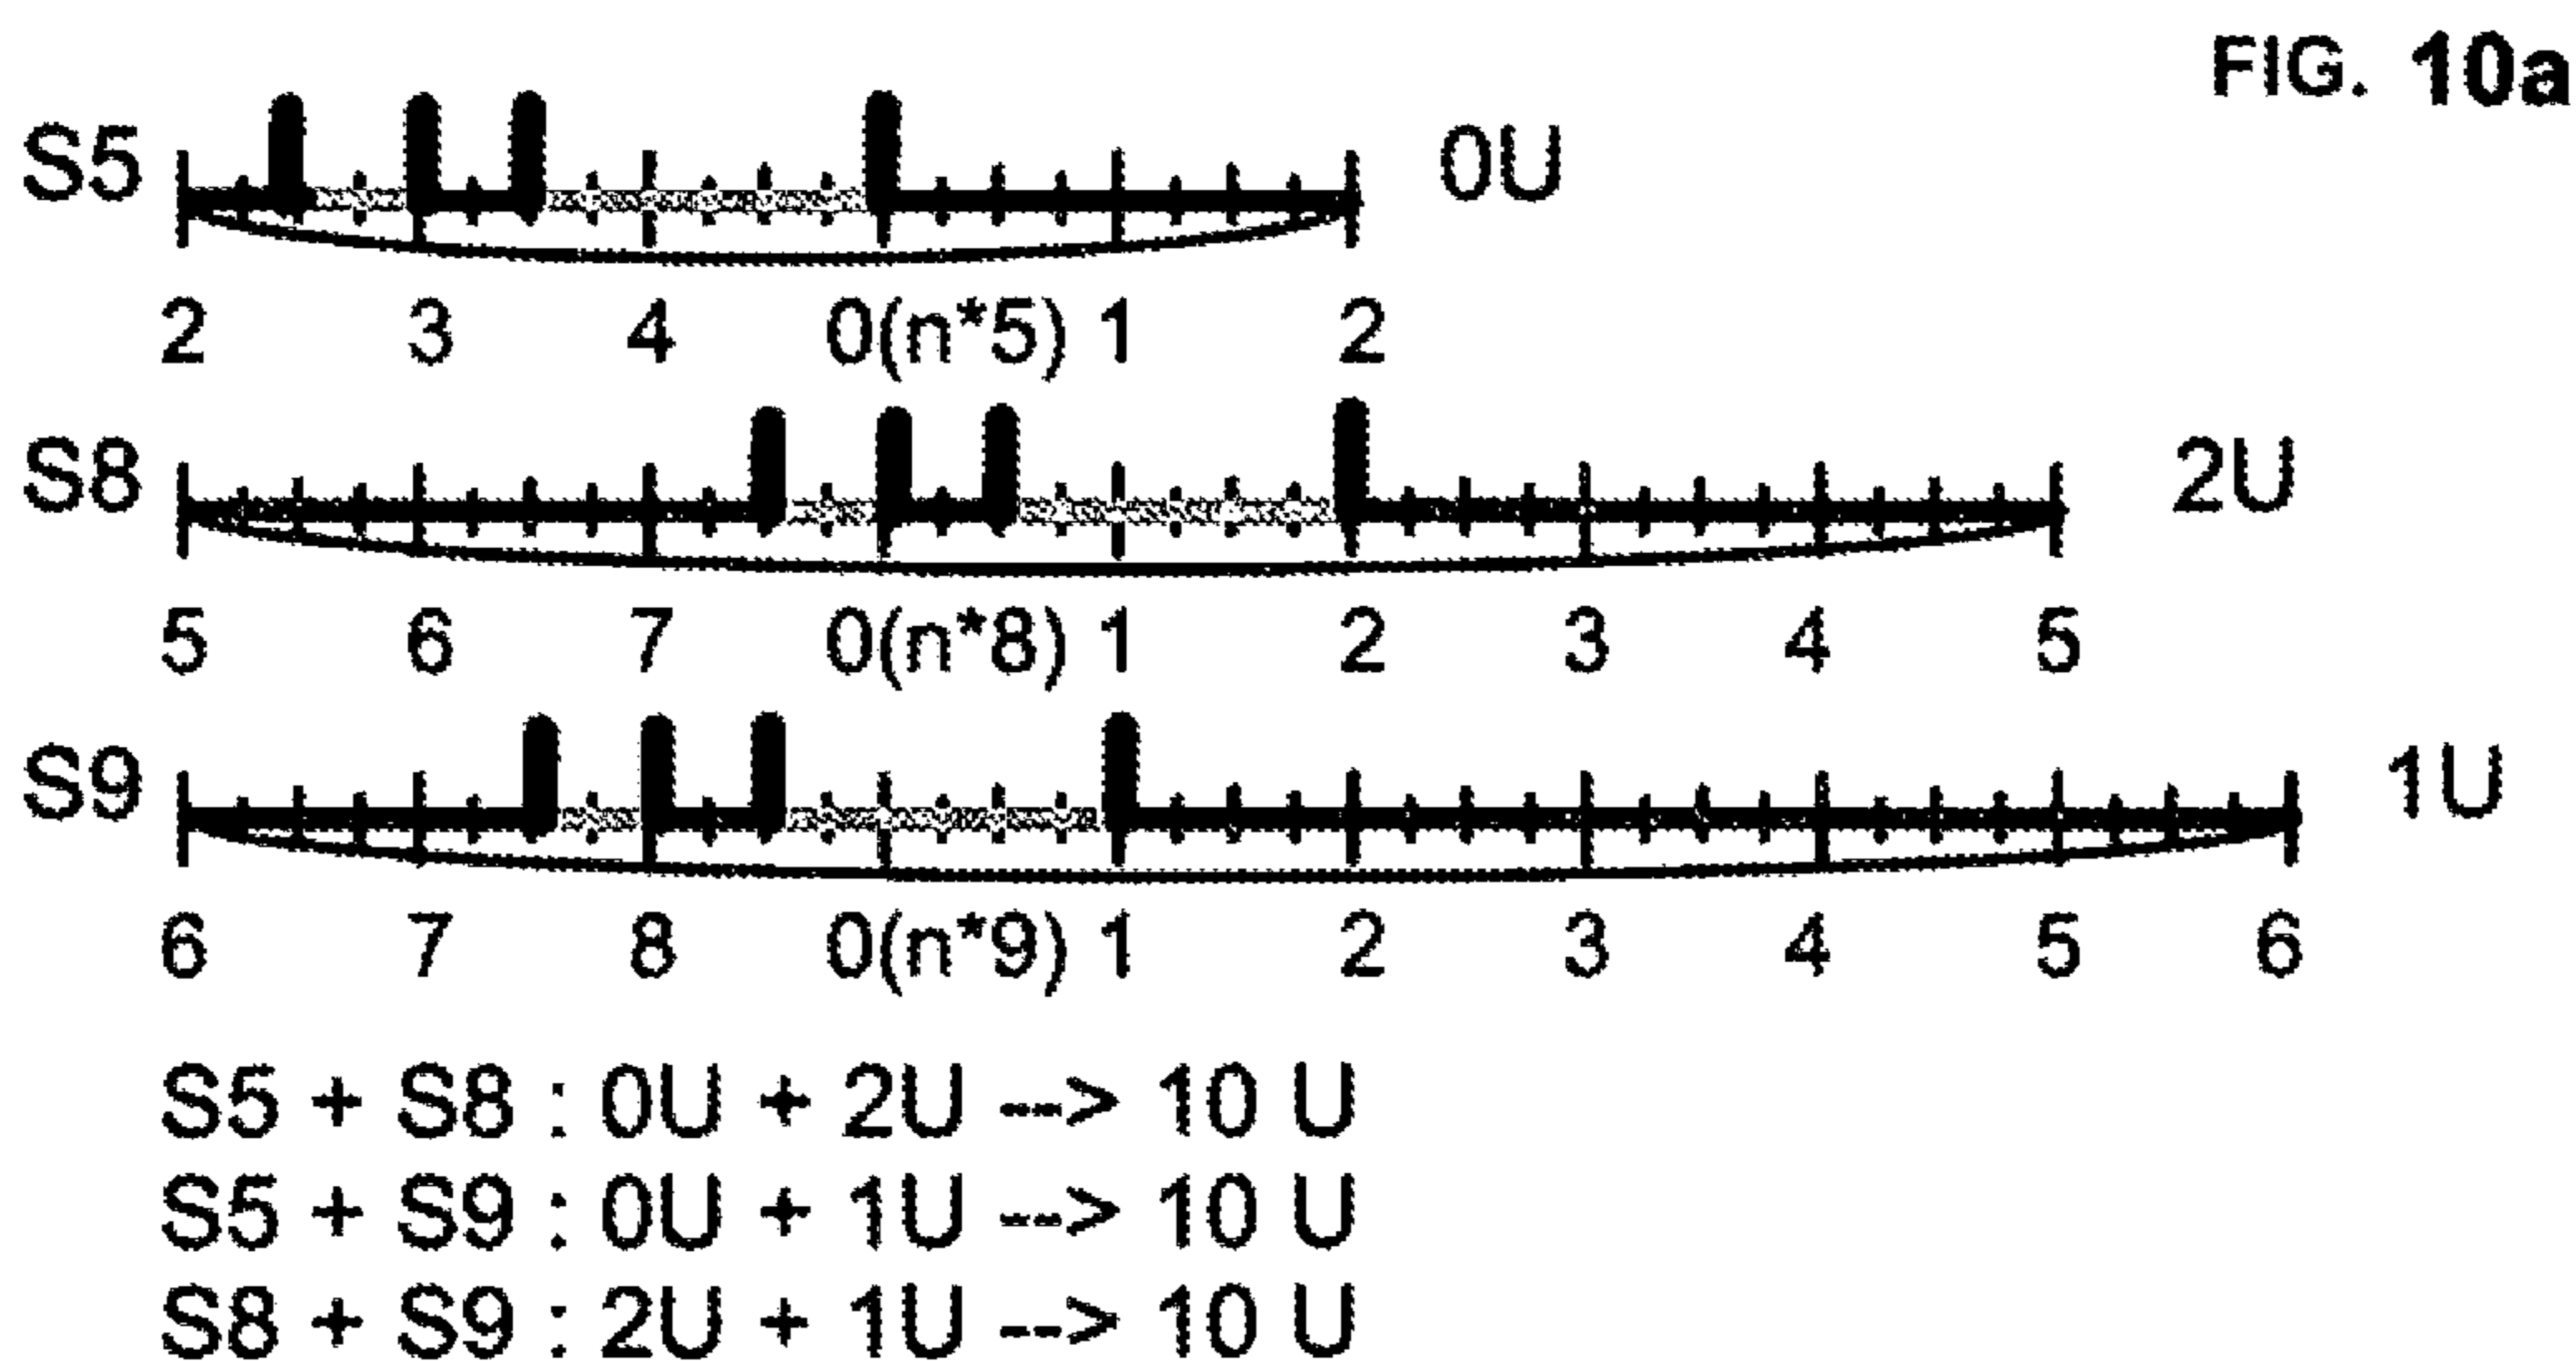 FIG. 10a
S5 0U
2 3 4 0(n*5) 1 2
S8 2U
5 6 7 0(n*8) 1 2 3 4 5
S9 1U
6 7 8 0(n*9) 1 2 3 4 5 6
S5 + S8 : 0U + 2U --> 10 U
S5 + S9 : 0U + 1U --> 10 U
S8 + S9 : 2U + 1U --> 10 U